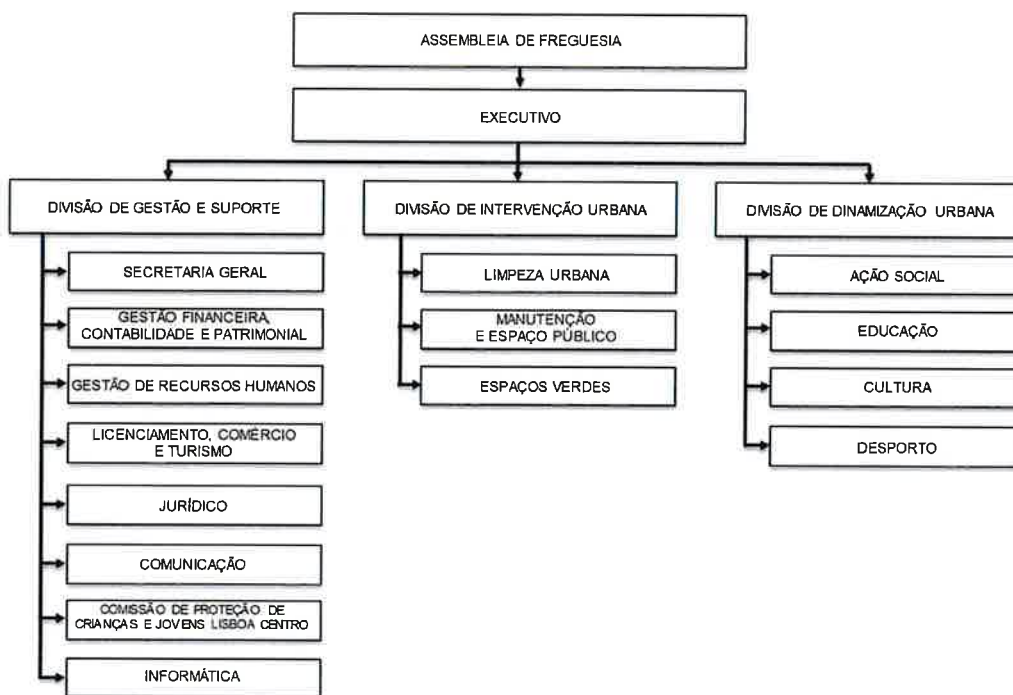 ASSEMBLEIA DE FREGUESIA
EXECUTIVO
DIVISÃO DE GESTÃO E SUPORTE
SECRETARIA GERAL
GESTÃO FINANCEIRA,
CONTABILIDADE E PATRIMONIAL
GESTÃO DE RECURSOS HUMANOS
LICENCIAMENTO, COMÉRCIO
E TURISMO
JURÍDICO
COMUNICAÇÃO
COMISSÃO DE PROTEÇÃO DE
CRIANÇAS E JOVENS LISBOA CENTRO
INFORMÁTICA
DIVISÃO DE INTERVENÇÃO URBANA
LIMPEZA URBANA
MANUTENÇÃO
E ESPAÇO PÚBLICO
ESPAÇOS VERDES
DIVISÃO DE DINAMIZAÇÃO URBANA
AÇÃO SOCIAL
EDUCAÇÃO
CULTURA
DESPORTO